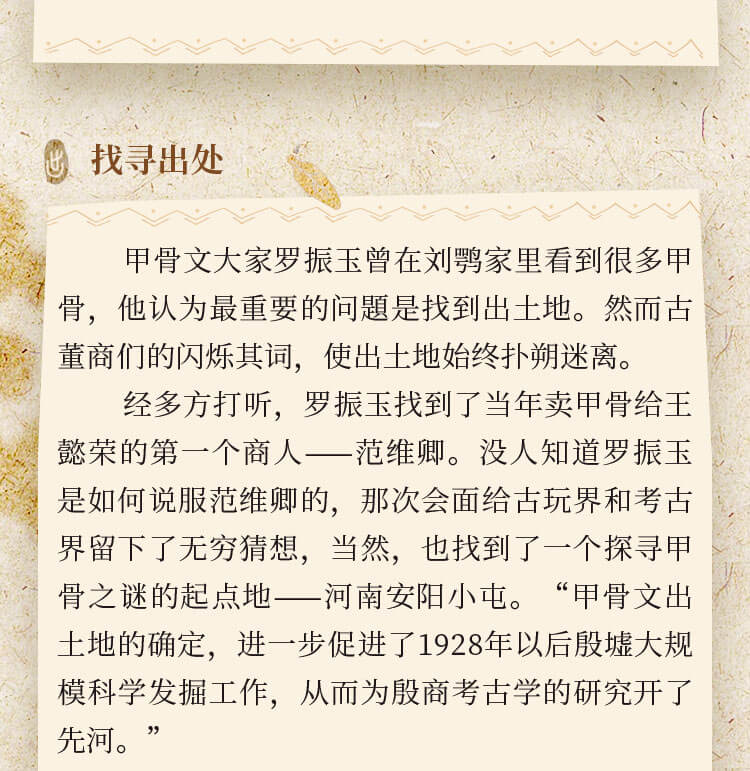 找寻出处
甲骨文大家罗振玉曾在刘鹗家里看到很多甲
骨，他认为最重要的问题是找到出土地。然而古
董商们的闪烁其词，使出土地始终扑朔迷离。
经多方打听，罗振玉找到了当年卖甲骨给王
懿荣的第一个商人——范维卿。没人知道罗振玉
是如何说服范维卿的，那次会面给古玩界和考古
界留下了无穷猜想，当然，也找到了一个探寻甲
骨之谜的起点地——河南安阳小屯。“甲骨文出
土地的确定，进一步促进了1928年以后殷墟大规
模科学发掘工作，从而为殷商考古学的研究开了
先河。”